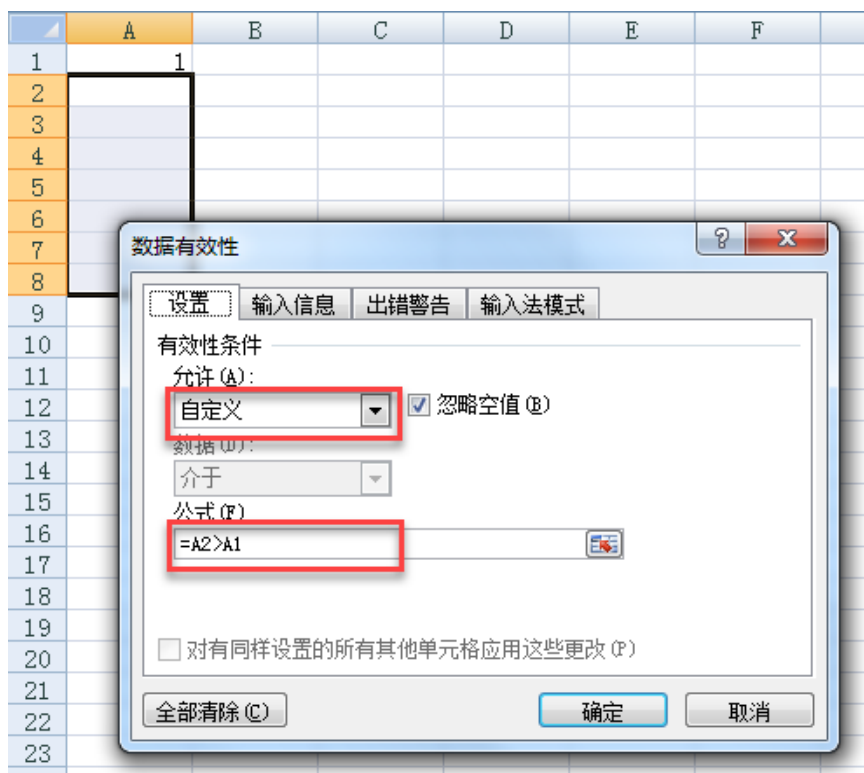 A B C D E F
1 1
2
3
4
5
6
7
数据有效性
8
设置 输入信息 出错警告 输入法模式
9
10
有效性条件
11
允许(A):
12
自定义 忽略空值(B)
13
数据(D):
14
介于
15
公式(F)
16
=A2>A1
17
18
19
对有同样设置的所有其他单元格应用这些更改(P)
20
21
全部清除(C) 确定 取消
22
23